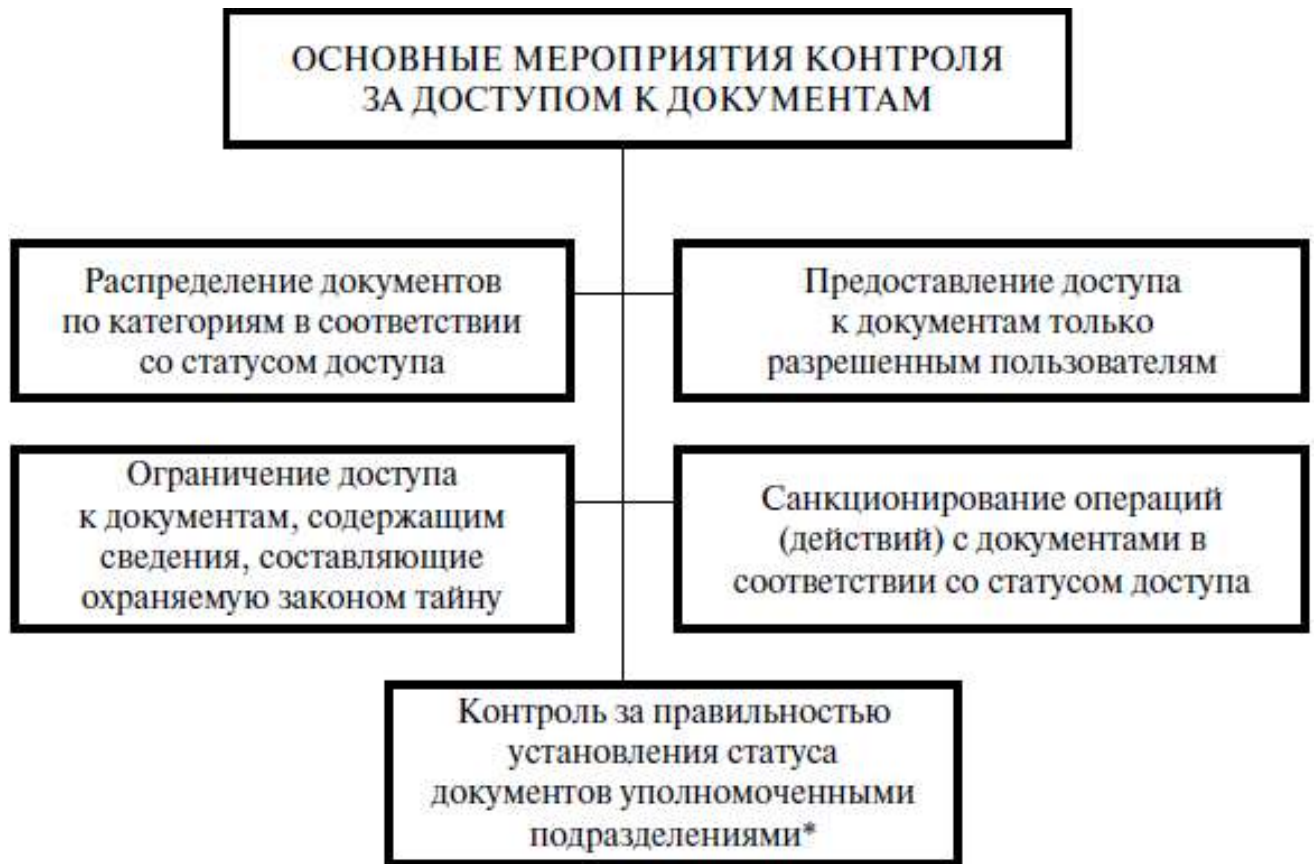 ОСНОВНЫЕ МЕРОПРИЯТИЯ КОНТРОЛЯ
ЗА ДОСТУПОМ К ДОКУМЕНТАМ
Распределение документов
по категориям в соответствии
со статусом доступа
Предоставление доступа
к документам только
разрешенным пользователям
Ограничение доступа
к документам, содержащим
сведения, составляющие
охраняемую законом тайну
Санкционирование операций
(действий) с документами в
соответствии со статусом доступа
Контроль за правильностью
установления статуса
документов уполномоченными
подразделениями*